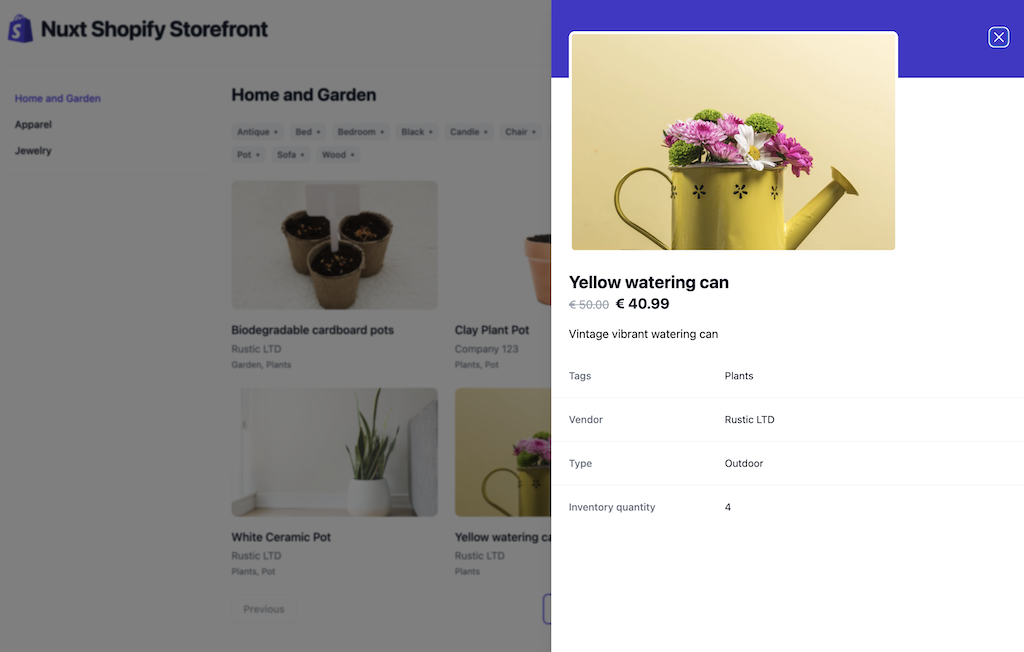 Nuxt Shopify Storefront
Home and Garden
Apparel
Jewelry
Home and Garden
Antique • Bed • Bedroom • Black • Candle • Chair •
Pot • Sofa • Wood •
Biodegradable cardboard pots
Rustic LTD
Garden, Plants
Clay Plant Pot
Company 123
Plants, Pot
White Ceramic Pot
Rustic LTD
Plants, Pot
Yellow watering
Rustic LTD
Plants
Previous
Yellow watering can
€ 50.00 € 40.99
Vintage vibrant watering can
Tags Plants
Vendor Rustic LTD
Type Outdoor
Inventory quantity 4